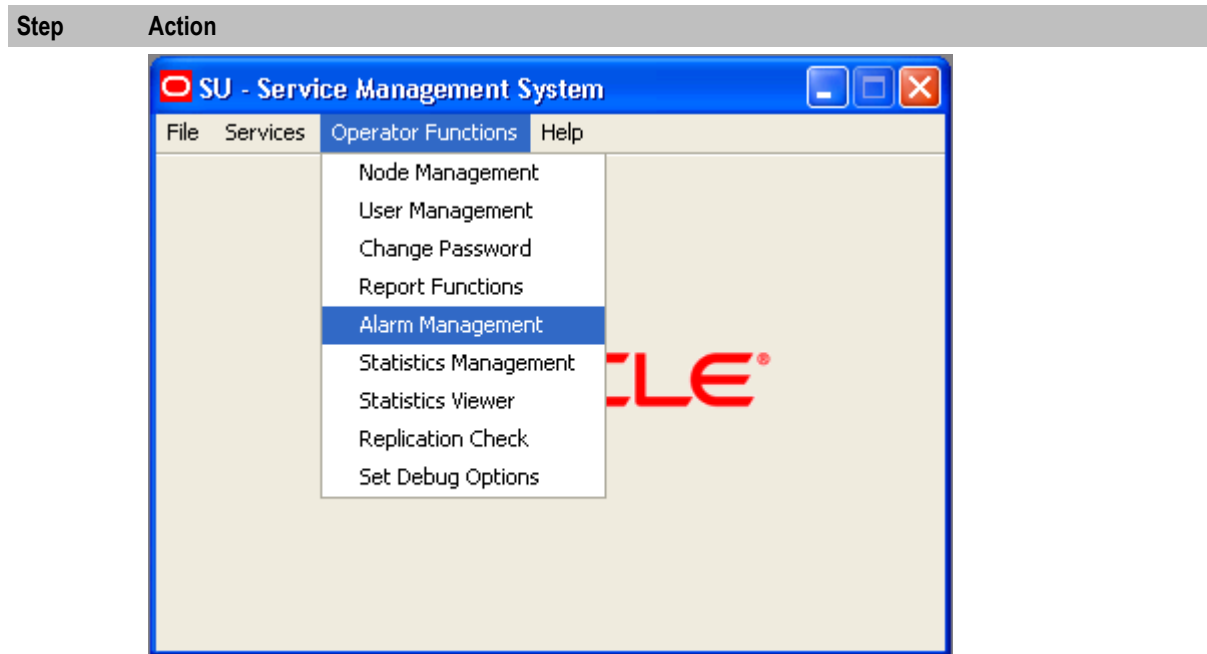 Step Action
SU - Service Management System
File Services Operator Functions Help
Node Management
User Management
Change Password
Report Functions
Alarm Management
Statistics Management
Statistics Viewer
Replication Check
Set Debug Options
CLE®